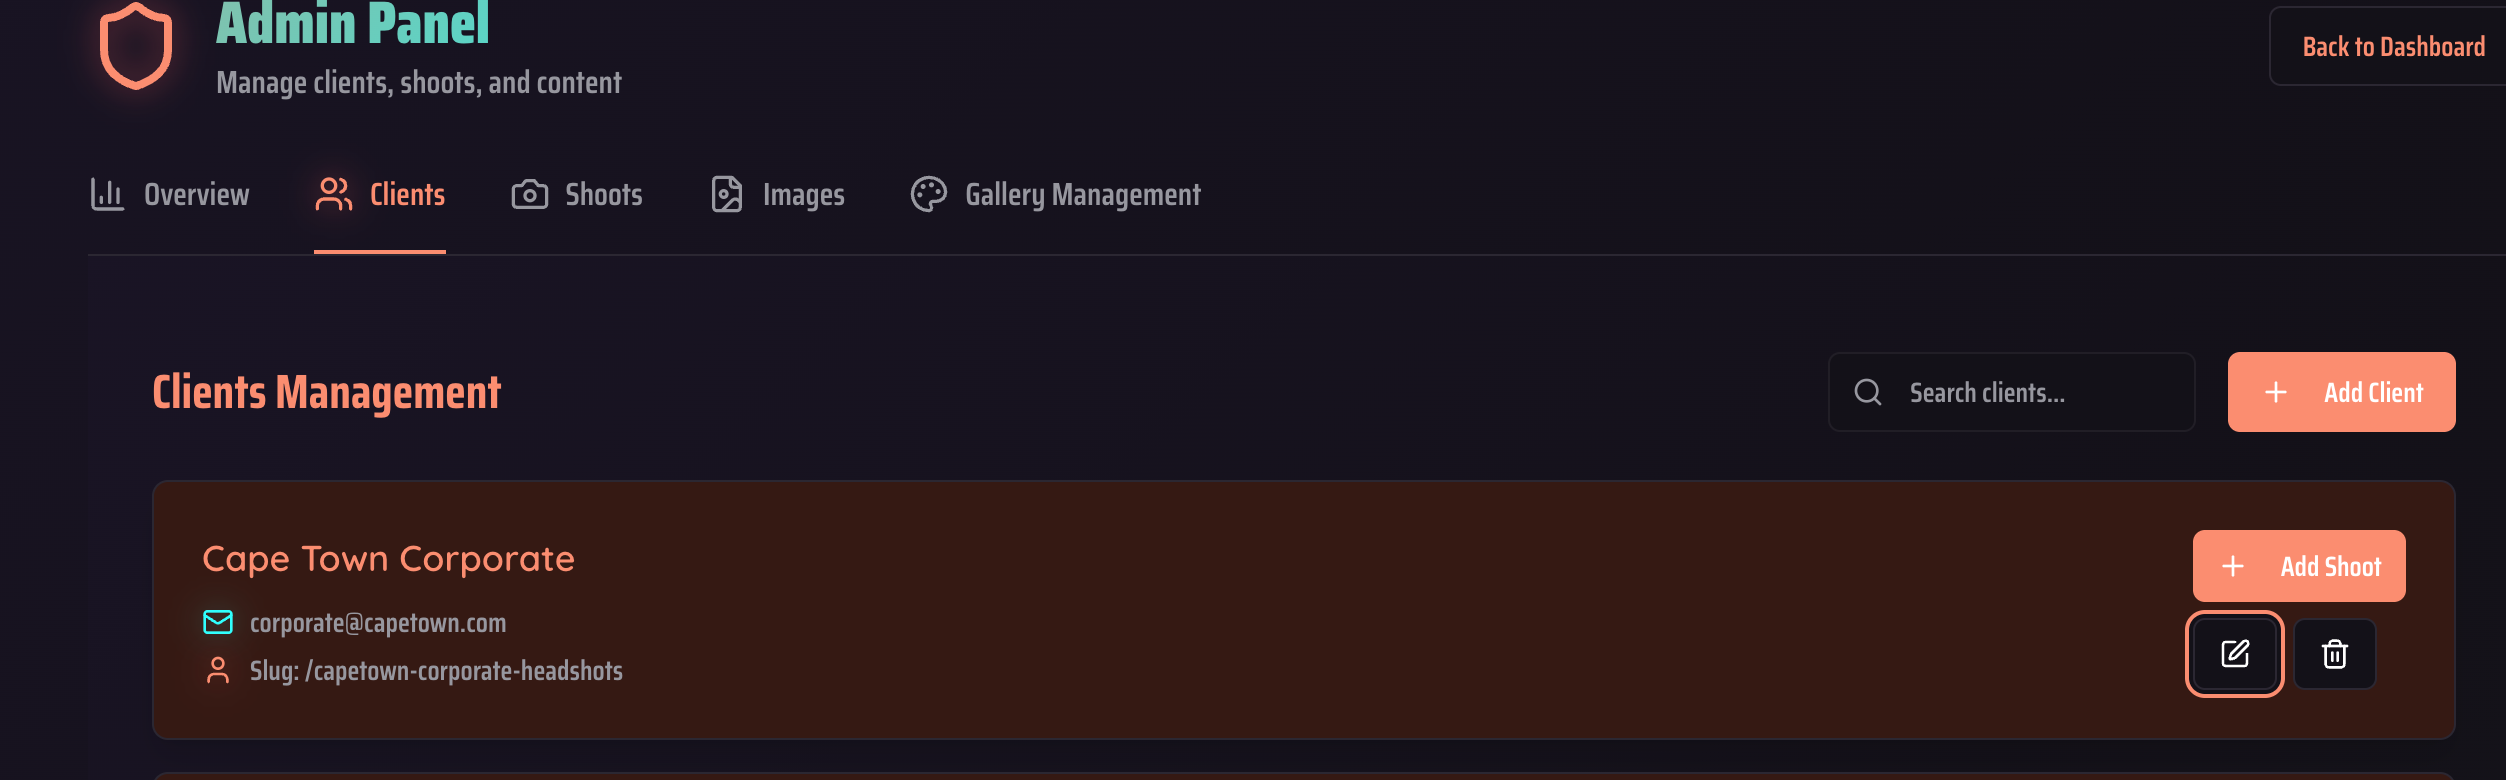 Admin Panel
Manage clients, shoots, and content
Back to Dashboard
Overview
Clients
Shoots
Images
Gallery Management
Clients Management
Search clients...
Add Client
Cape Town Corporate
Add Shoot
corporate@capetown.com
Slug: /capetown-corporate-headshots